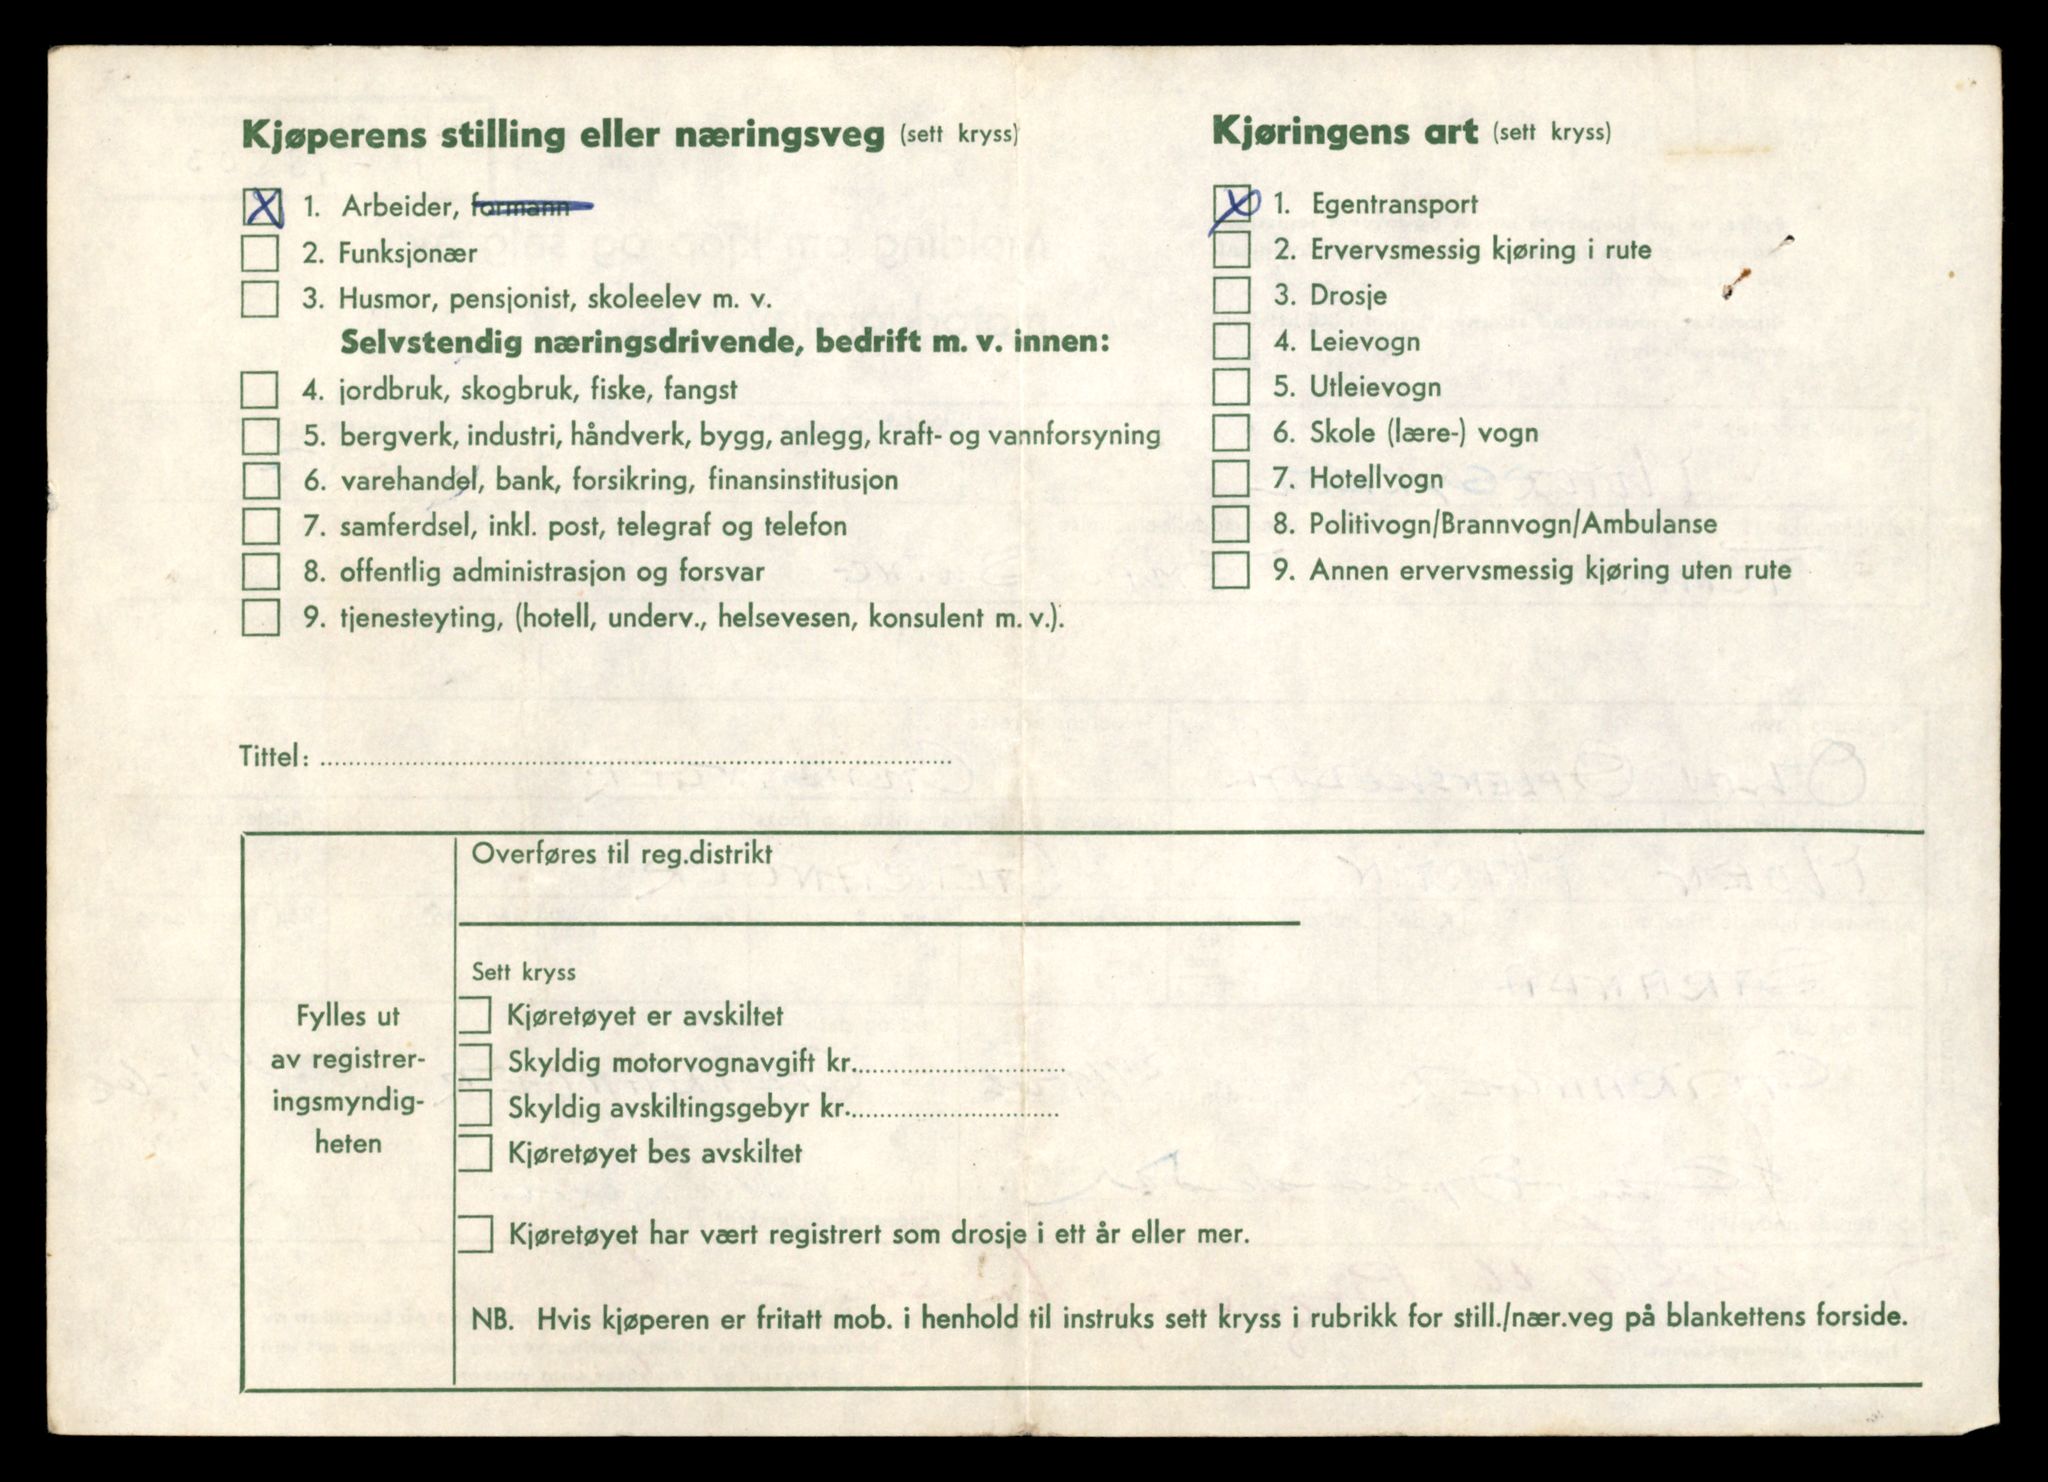 Kjøperens stilling eller næringsveg (sett kryss)
X 1. Arbeider, formann
2. Funksjonær
3. Husmor, pensjonist, skoleelev m. v.
Selvstendig næringsdrivende, bedrift m. v. innen:
4. jordbruk, skogbruk, fiske, fangst
5. bergverk, industri, håndverk, bygg, anlegg, kraft- og vannforsyning
6. varehandel, bank, forsikring, finansinstitusjon
7. samferdsel, inkl. post, telegraf og telefon
8. offentlig administrasjon og forsvar
9. tjenesteyting, (hotell, underv., helsevesen, konsulent m. v.).
Kjøringens art (sett kryss)
X 1. Egentransport
2. Ervervsmessig kjøring i rute
3. Drosje
4. Leievogn
5. Utleievogn
6. Skole (lære-) vogn
7. Hotellvogn
8. Politivogn/Brannvogn/Ambulanse
9. Annen ervervsmessig kjøring uten rute
Tittel:
Fylles ut
av registrer-
ingsmyndig-
heten
Overføres til reg.distrikt
Sett kryss
Kjøretøyet er avskiltet
Skyldig motorvognavgift kr.
Skyldig avskiltingsgebyr kr.
Kjøretøyet bes avskiltet
Kjøretøyet har vært registrert som drosje i ett år eller mer.
NB. Hvis kjøperen er fritatt mob. i henhold til instruks sett kryss i rubrikk for still./nær.veg på blankettens forside.